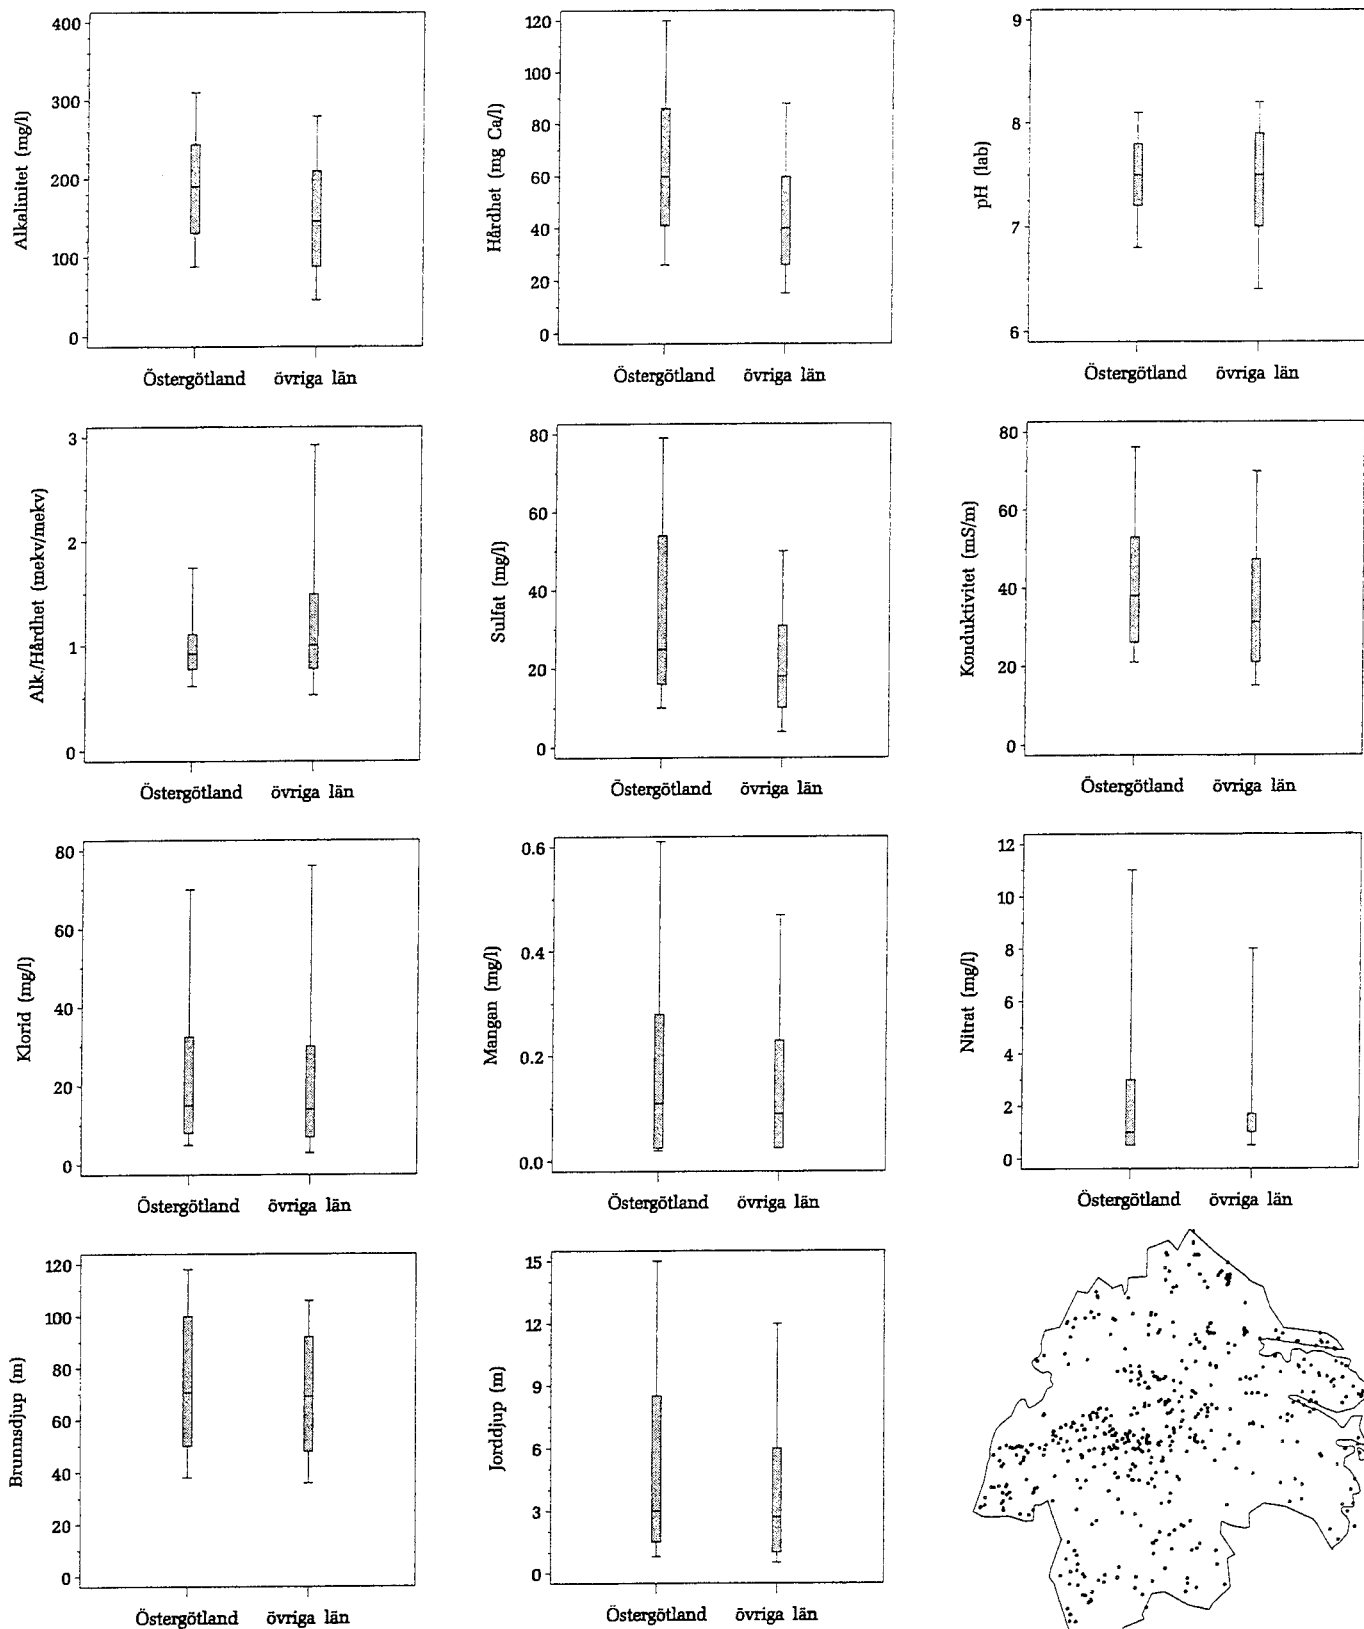 Alkalinitet (mg/l)
400
300
200
100
0
Östergötland övriga län
Hårdhet (mg Ca/l)
120
100
80
60
40
20
0
Östergötland övriga län
pH (lab)
9
8
7
6
Östergötland övriga län
Alk./Hårdhet (mekv/mekv)
3
2
1
0
Östergötland övriga län
Sulfat (mg/l)
80
60
40
20
0
Östergötland övriga län
Konduktivitet (mS/m)
80
60
40
20
0
Östergötland övriga län
Klorid (mg/l)
80
60
40
20
0
Östergötland övriga län
Mangan (mg/l)
0.6
0.4
0.2
0.0
Östergötland övriga län
Nitrat (mg/l)
12
10
8
6
4
2
0
Östergötland övriga län
Brunnsdjup (m)
120
100
80
60
40
20
0
Östergötland övriga län
Jorddjup (m)
15
12
9
6
3
0
Östergötland övriga län